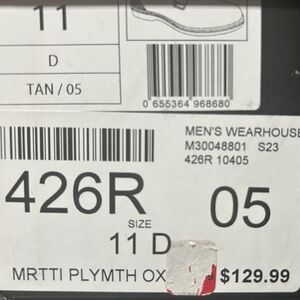 11
D
TAN / 05
0 655364 968680
MEN'S WEARHOUSE
M30048801 S23
426R 10405
426R
05
SIZE
11 D
MRTTI PLYMTH OX
$129.99